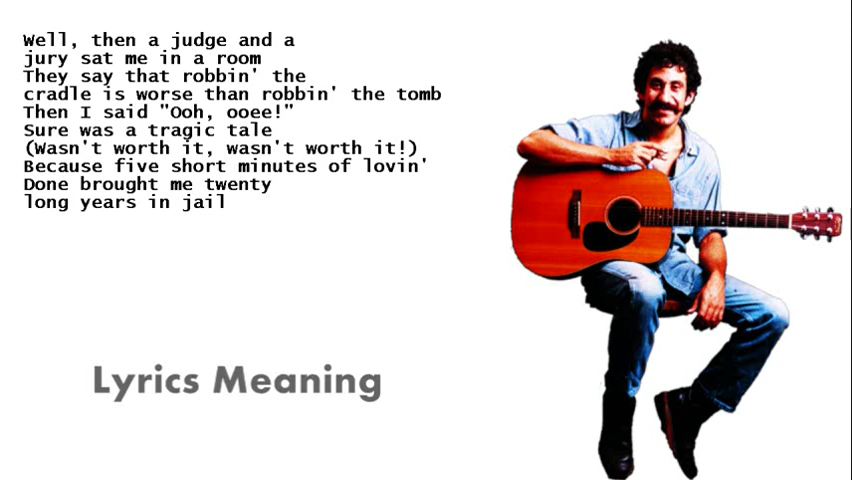 Well, then a judge and a
jury sat me in a room
They say that robbin' the
cradle is worse than robbin' the tomb
Then I said "Ooh, ooee!"
Sure was a tragic tale
(Wasn't worth it, wasn't worth it!)
Because five short minutes of lovin'
Done brought me twenty
long years in jail
Lyrics Meaning